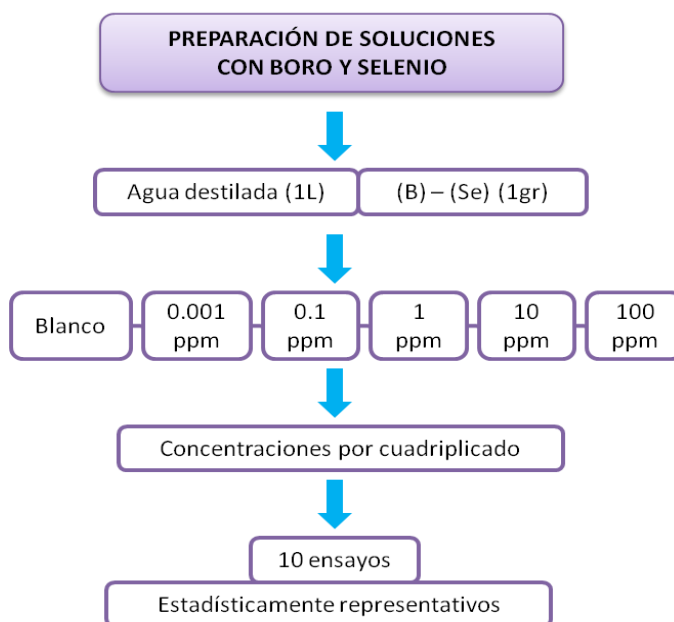 PREPARACIÓN DE SOLUCIONES
CON BORO Y SELENIO
Agua destilada (1L)
(B) – (Se) (1gr)
Blanco
0.001
ppm
0.1
ppm
1
ppm
10
ppm
100
ppm
Concentraciones por cuadriplicado
10 ensayos
Estadísticamente representativos